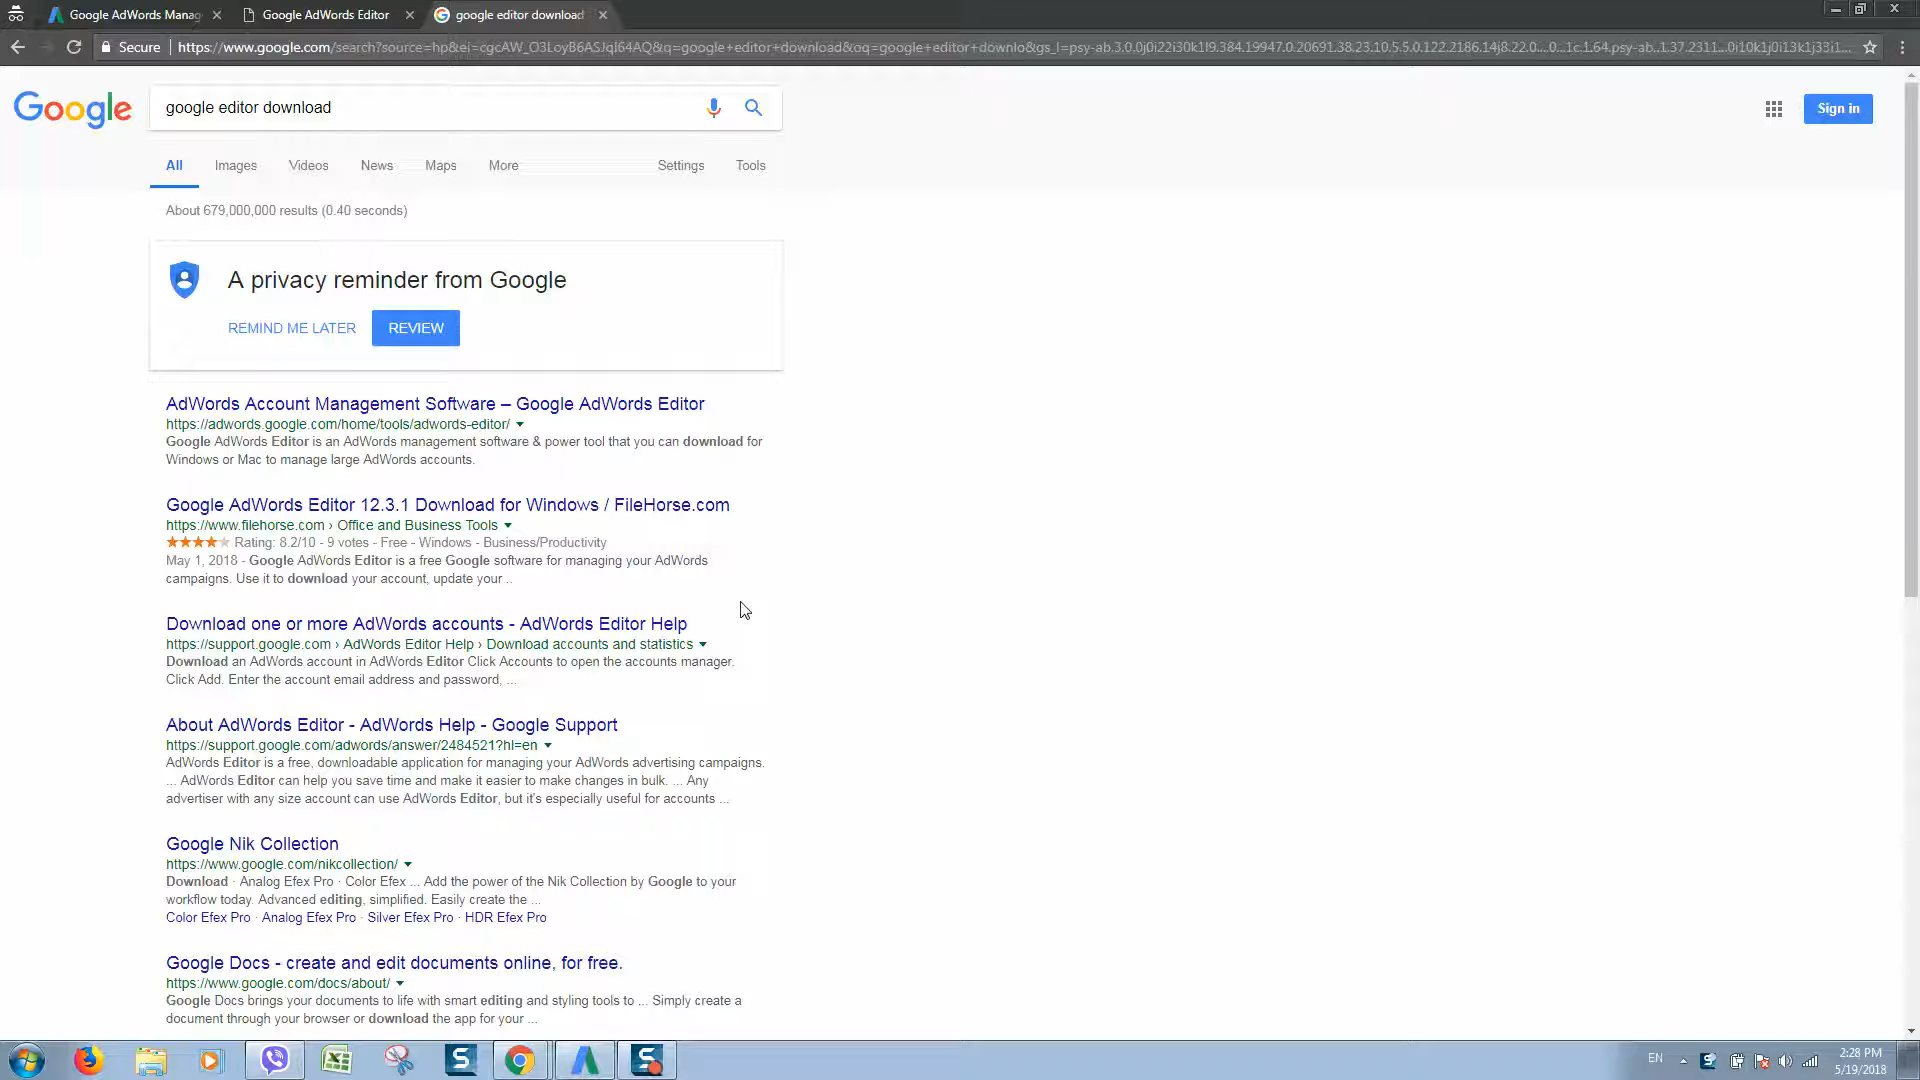 Google AdWords Manag
Google AdWords Editor
google editor download
Secure
https://www.google.com/search?source=hp&ei=cgcAW_O3LoyB6ASJqI64AQ&q=google+editor+download&oq=google+editor+downlo&gs_l=psy-ab.3.0.0j0i22i30k1l9.384.19947.0.20691.38.23.10.5.5.0.122.2186.14j8.22.0....0...1c.1.64.psy-ab..1.37.2311...0i10k1j0i13k1j33i1...
Google
google editor download
Sign in
All
Images
Videos
News
Maps
More
Settings
Tools
About 679,000,000 results (0.40 seconds)
A privacy reminder from Google
REMIND ME LATER
REVIEW
AdWords Account Management Software – Google AdWords Editor
https://adwords.google.com/home/tools/adwords-editor/
Google AdWords Editor is an AdWords management software & power tool that you can download for
Windows or Mac to manage large AdWords accounts.
Google AdWords Editor 12.3.1 Download for Windows / FileHorse.com
https://www.filehorse.com › Office and Business Tools
Rating: 8.2/10 - 9 votes - Free - Windows - Business/Productivity
May 1, 2018 - Google AdWords Editor is a free Google software for managing your AdWords
campaigns. Use it to download your account, update your ..
Download one or more AdWords accounts - AdWords Editor Help
https://support.google.com › AdWords Editor Help › Download accounts and statistics
Download an AdWords account in AdWords Editor Click Accounts to open the accounts manager.
Click Add. Enter the account email address and password, ...
About AdWords Editor - AdWords Help - Google Support
https://support.google.com/adwords/answer/2484521?hl=en
AdWords Editor is a free, downloadable application for managing your AdWords advertising campaigns.
... AdWords Editor can help you save time and make it easier to make changes in bulk. ... Any
advertiser with any size account can use AdWords Editor, but it's especially useful for accounts ...
Google Nik Collection
https://www.google.com/nikcollection/
Download · Analog Efex Pro · Color Efex ... Add the power of the Nik Collection by Google to your
workflow today. Advanced editing, simplified. Easily create the ...
Color Efex Pro · Analog Efex Pro · Silver Efex Pro · HDR Efex Pro
Google Docs - create and edit documents online, for free.
https://www.google.com/docs/about/
Google Docs brings your documents to life with smart editing and styling tools to ... Simply create a
document through your browser or download the app for your ...
EN
2:28 PM
5/19/2018